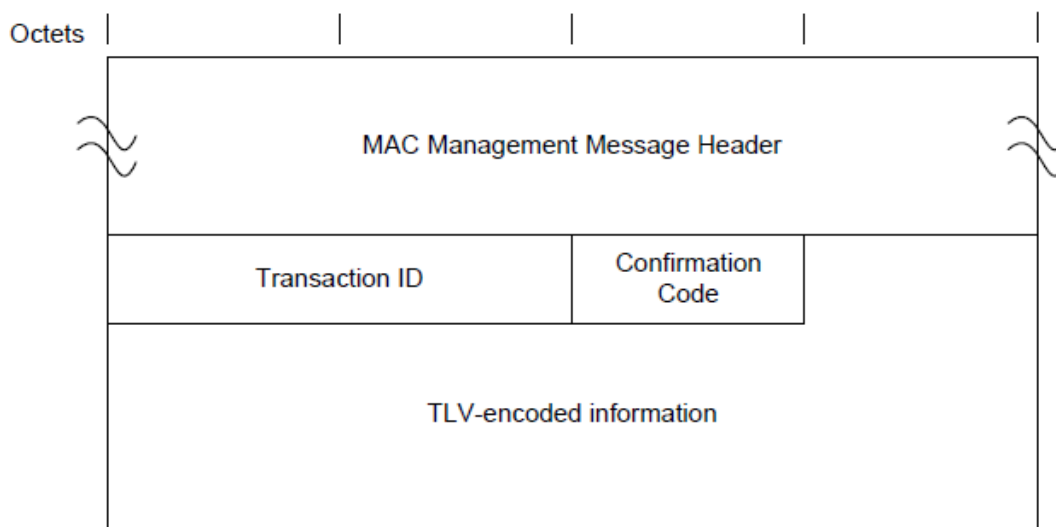 Octets
MAC Management Message Header
Transaction ID
Confirmation
Code
TLV-encoded information